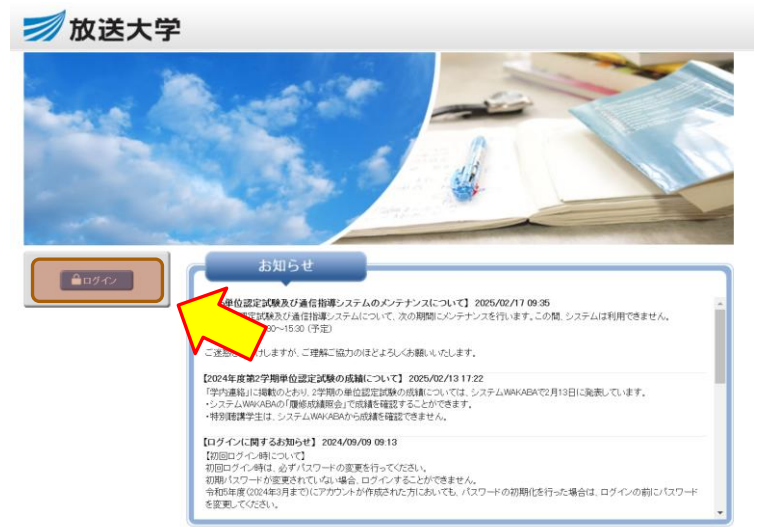 放送大学
ログイン
お知らせ
単位認定試験及び通信指導システムのメンテナンスについて】 2025/02/17 09:35
定試験及び通信指導システムについて、次の期間にメンテナンスを行います。この間、システムは利用できません。
~15:30 (予定)
けしますが、ご理解ご協力のほどよろしくお願いいたします。
【2024年度第2学期単位認定試験の成績について】 2025/02/13 17:22
「学内連絡」に掲載のとおり、2学期の単位認定試験の成績については、システムWAKABAで2月13日に発表しています。
・システムWAKABAの「履修成績照会」で成績を確認することができます。
・特別聴講学生は、システムWAKABAから成績を確認できません。
【ログインに関するお知らせ】 2024/09/09 09:13
【初回ログイン時について】
初回ログイン時は、必ずパスワードの変更を行ってください。
初期パスワードが変更されていない場合、ログインすることができません。
令和5年度(2024年3月まで)にアカウントが作成された方においても、パスワードの初期化を行った場合は、ログインの前にパスワード
を変更してください。